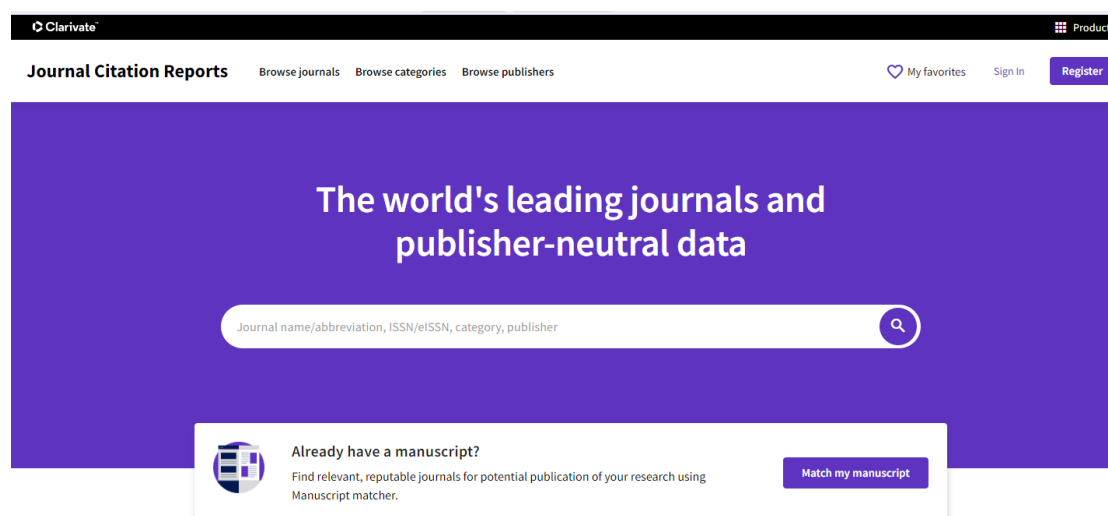 Clarivate™
Product
Journal Citation Reports
Browse journals
Browse categories
Browse publishers
My favorites
Sign In
Register
The world's leading journals and
publisher-neutral data
Journal name/abbreviation, ISSN/eISSN, category, publisher
Already have a manuscript?
Find relevant, reputable journals for potential publication of your research using
Manuscript matcher.
Match my manuscript